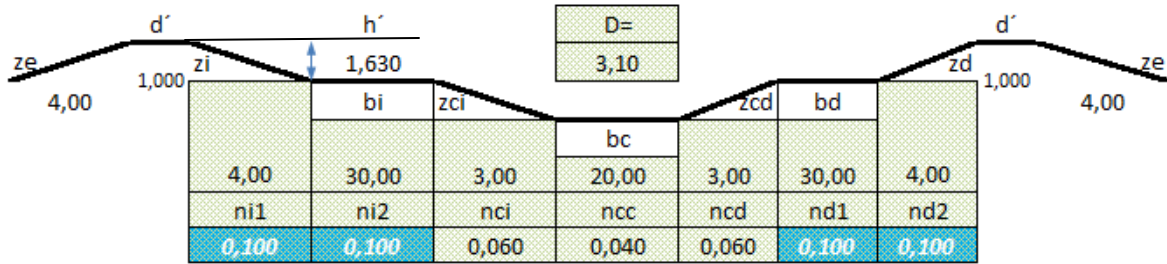 d´ h´ D= d´
ze zi 1,630 3,10 zd ze
4,00 1,000 bi zci zcd bd 1,000 4,00
bc
4,00 30,00 3,00 20,00 3,00 30,00 4,00
ni1 ni2 nci ncc ncd nd1 nd2
0,100 0,100 0,060 0,040 0,060 0,100 0,100